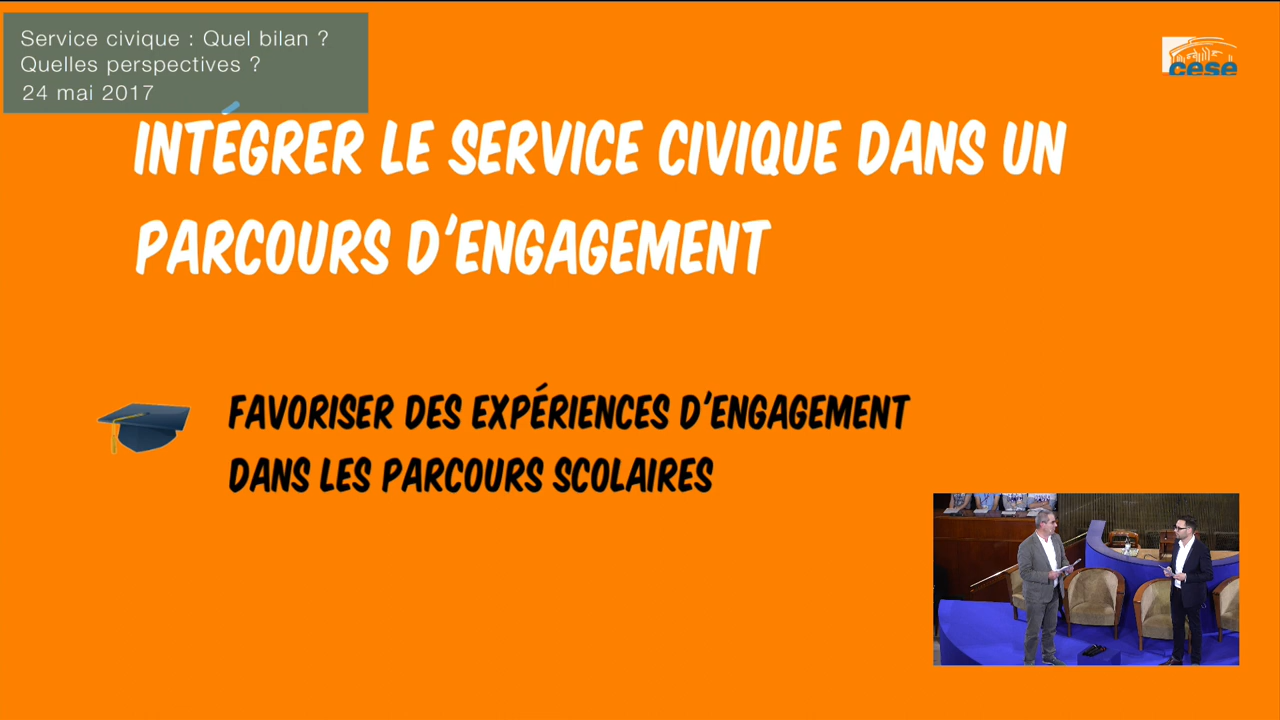 Service civique : Quel bilan ?
Quelles perspectives ?
24 mai 2017
cese
INTÉGRER LE SERVICE CIVIQUE DANS UN
PARCOURS D'ENGAGEMENT
FAVORISER DES EXPÉRIENCES D'ENGAGEMENT
DANS LES PARCOURS SCOLAIRES